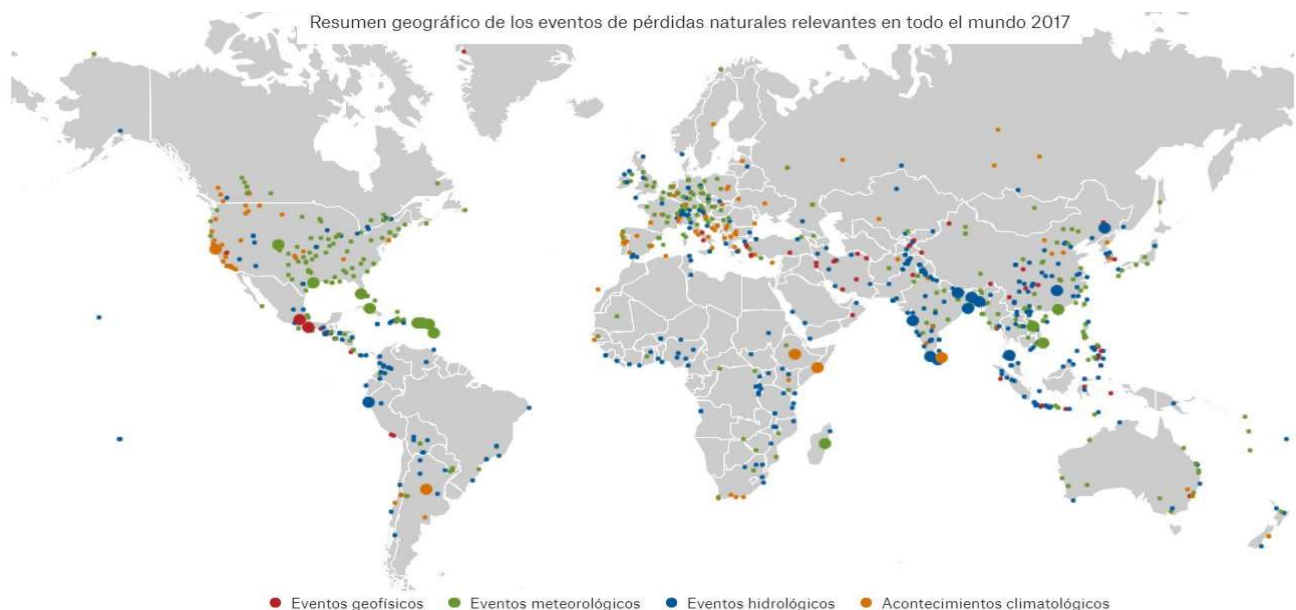 Resumen geográfico de los eventos de pérdidas naturales relevantes en todo el mundo 2017
Eventos geofísicos
Eventos meteorológicos
Eventos hidrológicos
Acontecimientos climatológicos